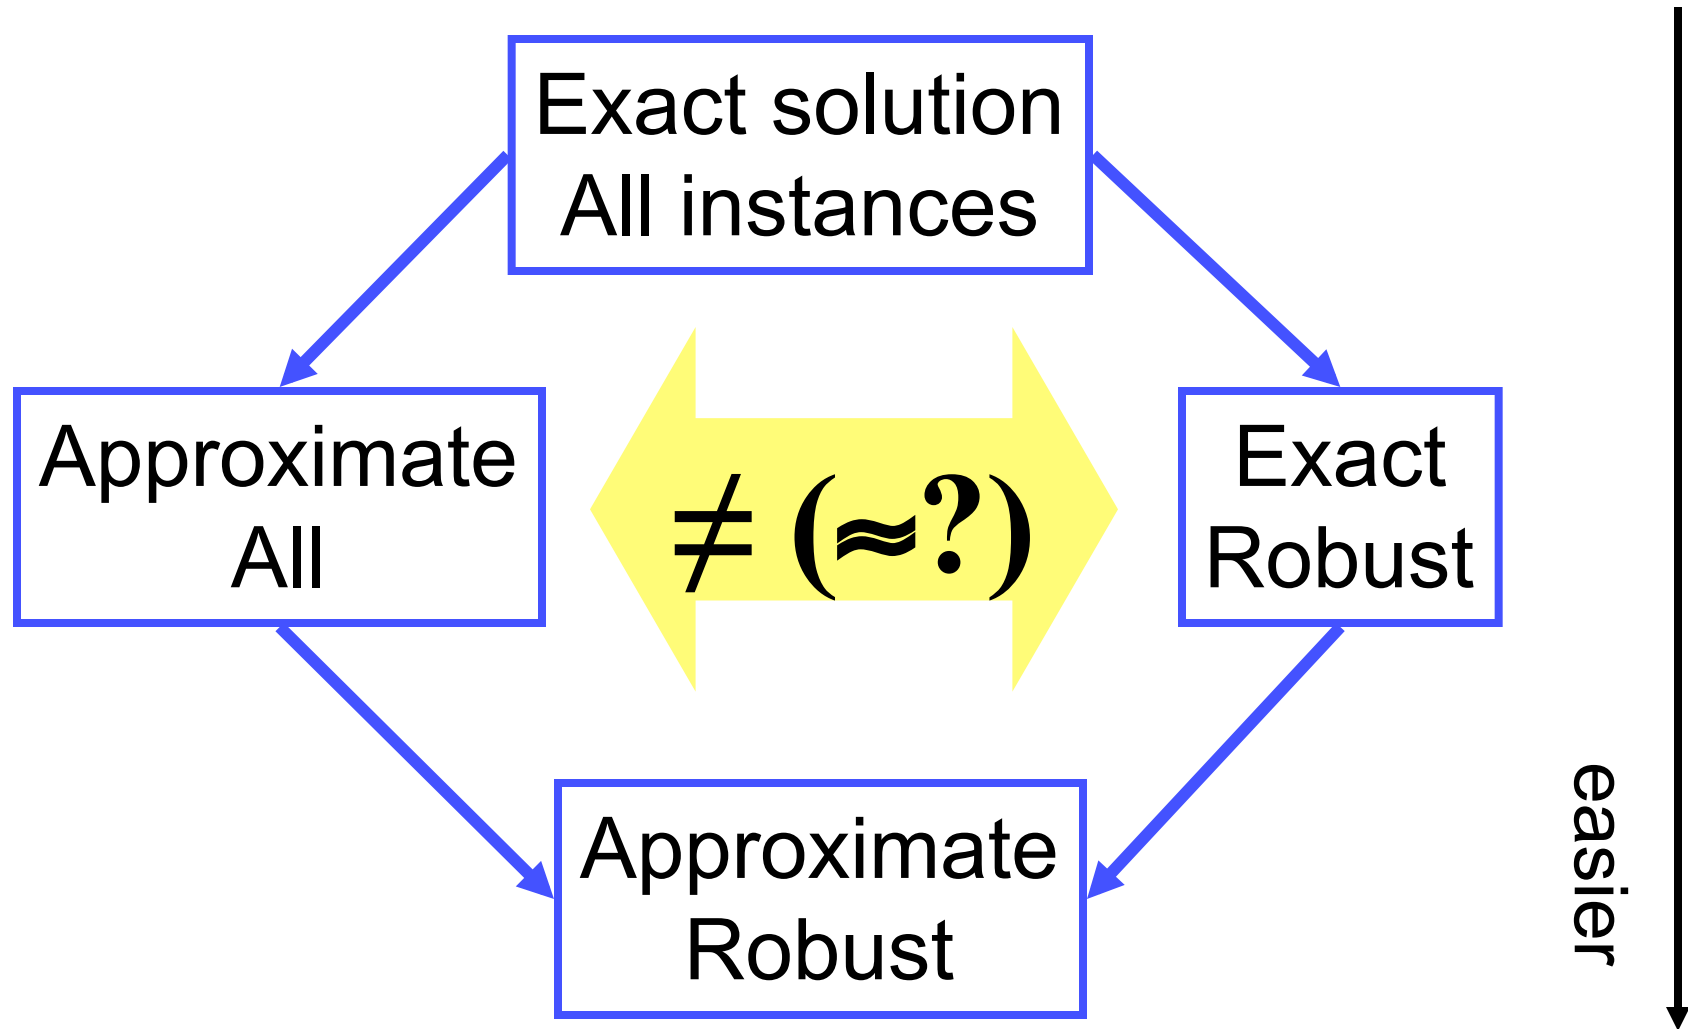 Exact solution
All instances
Approximate
All
≠ (≈?)
Exact
Robust
Approximate
Robust
easier